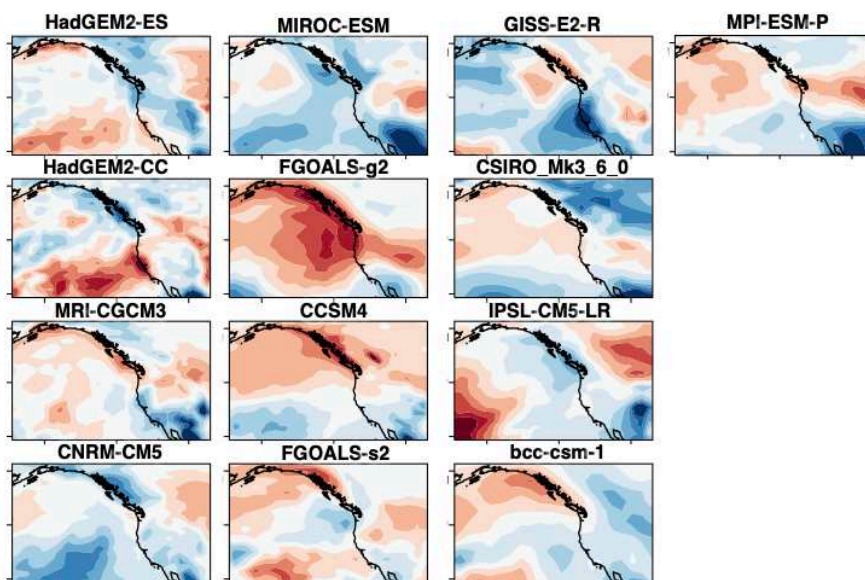 HadGEM2-ES MIROC-ESM GISS-E2-R MPI-ESM-P
HadGEM2-CC FGOALS-g2 CSIRO_Mk3_6_0
MRI-CGCM3 CCSM4 IPSL-CM5-LR
CNRM-CM5 FGOALS-s2 bcc-csm-1